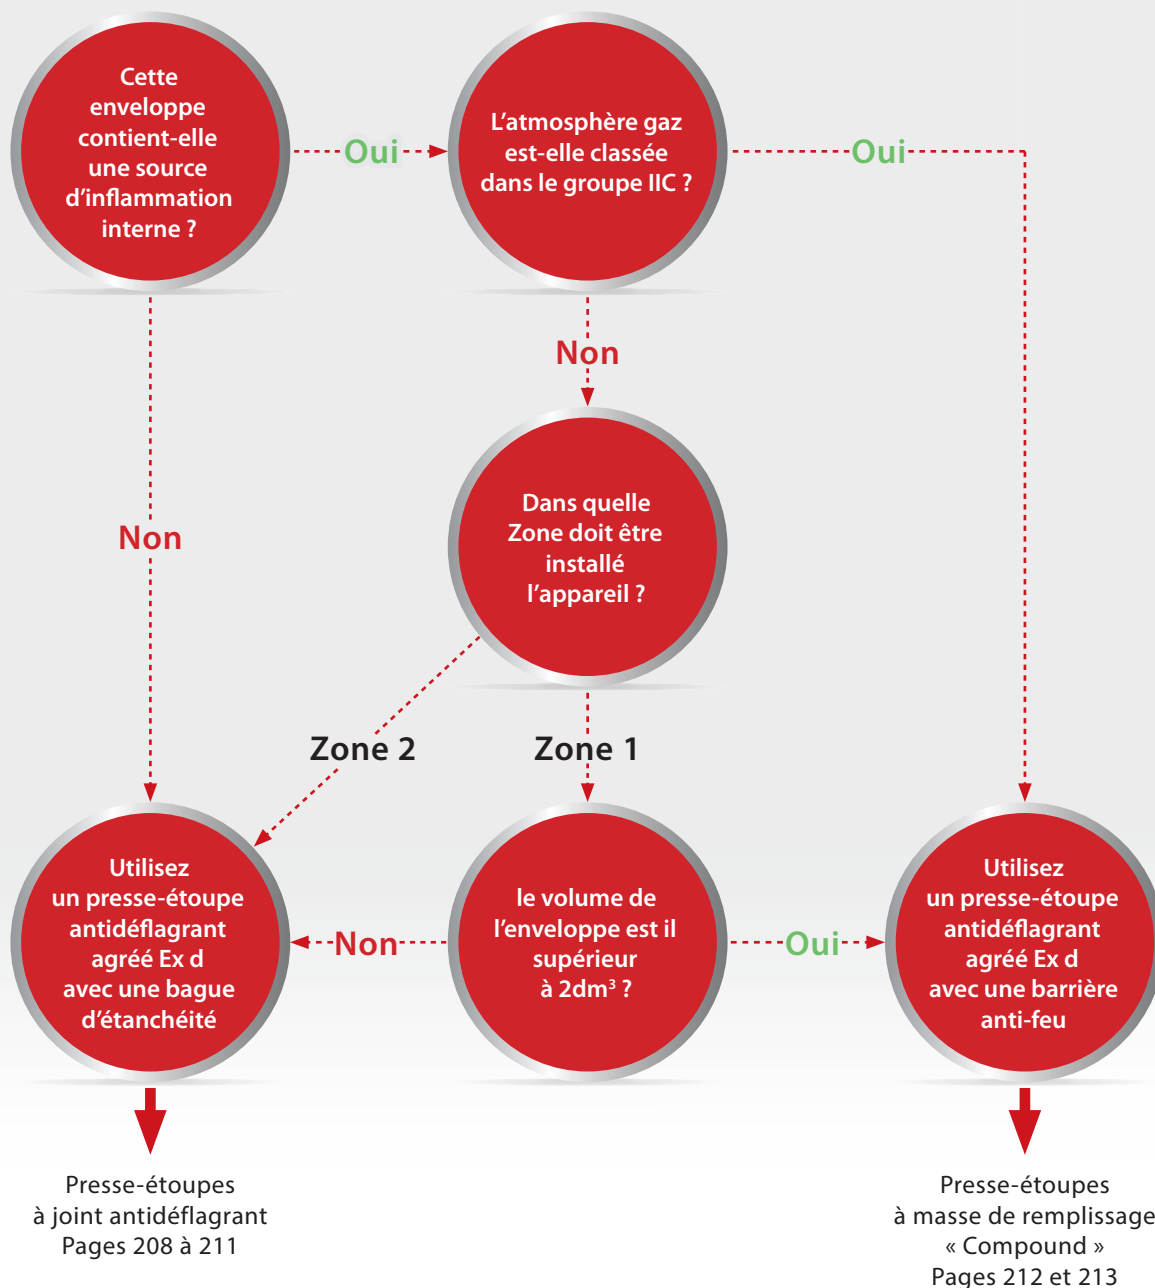 Cette
enveloppe
contient-elle
une source
d'inflammation
interne ?
Oui
L'atmosphère gaz
est-elle classée
dans le groupe IIC ?
Oui
Non
Non
Dans quelle
Zone doit être
installé
l'appareil ?
Zone 2
Zone 1
Utilisez
un presse-étoupe
antidéflagrant
agréé Ex d
avec une bague
d'étanchéité
Non
le volume de
l'enveloppe est il
supérieur
à 2dm³ ?
Oui
Utilisez
un presse-étoupe
antidéflagrant
agréé Ex d
avec une barrière
anti-feu
Presse-étoupes
à joint antidéflagrant
Pages 208 à 211
Presse-étoupes
à masse de remplissage
« Compound »
Pages 212 et 213